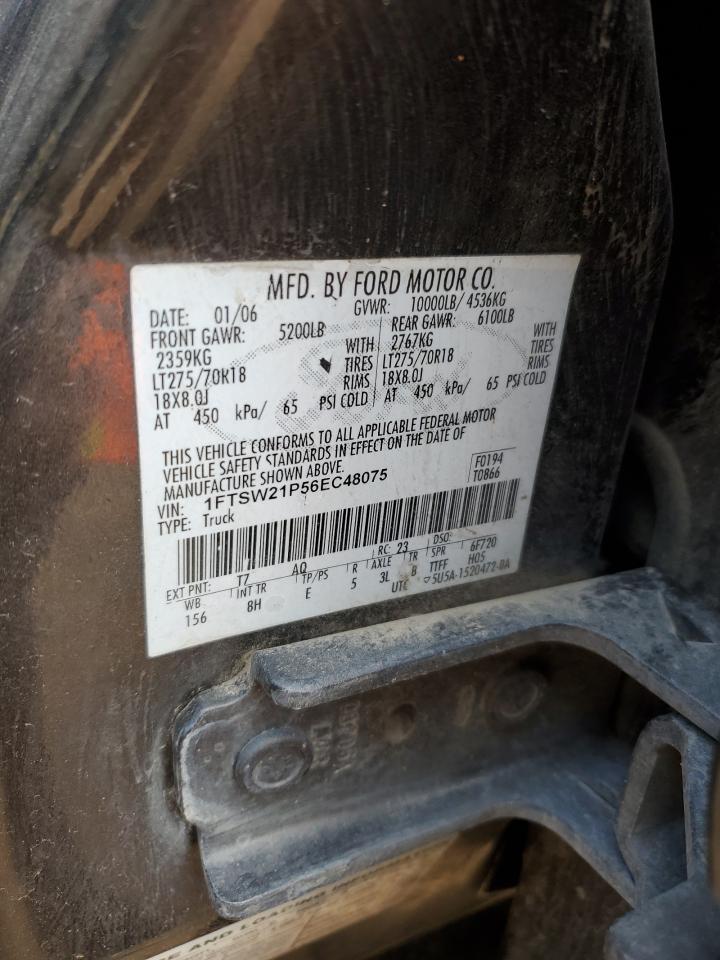 MFD. BY FORD MOTOR CO.
DATE: 01/06 GVWR: 10000LB/ 4536KG
FRONT GAWR: 5200LB REAR GAWR: 6100LB
2359KG WITH 2767KG WITH
LT275/70R18 TIRES LT275/70R18 TIRES
18X8.0J RIMS 18X8.0J RIMS
AT 450 kPa/ 65 PSI COLD AT 450 kPa/ 65 PSI COLD
THIS VEHICLE CONFORMS TO ALL APPLICABLE FEDERAL MOTOR
VEHICLE SAFETY STANDARDS IN EFFECT ON THE DATE OF
MANUFACTURE SHOWN ABOVE.
F0194
VIN: 1FTSW21P56EC48075 T0866
TYPE: Truck
EXT PNT: T7 AQ RC: 23 DSO:
WB INT TR TP/PS R AXLE TR SPR 6F720
156 8H E 5 3L B TTFF H05
UTC 5U5A-1520472-BA
AND LOADING